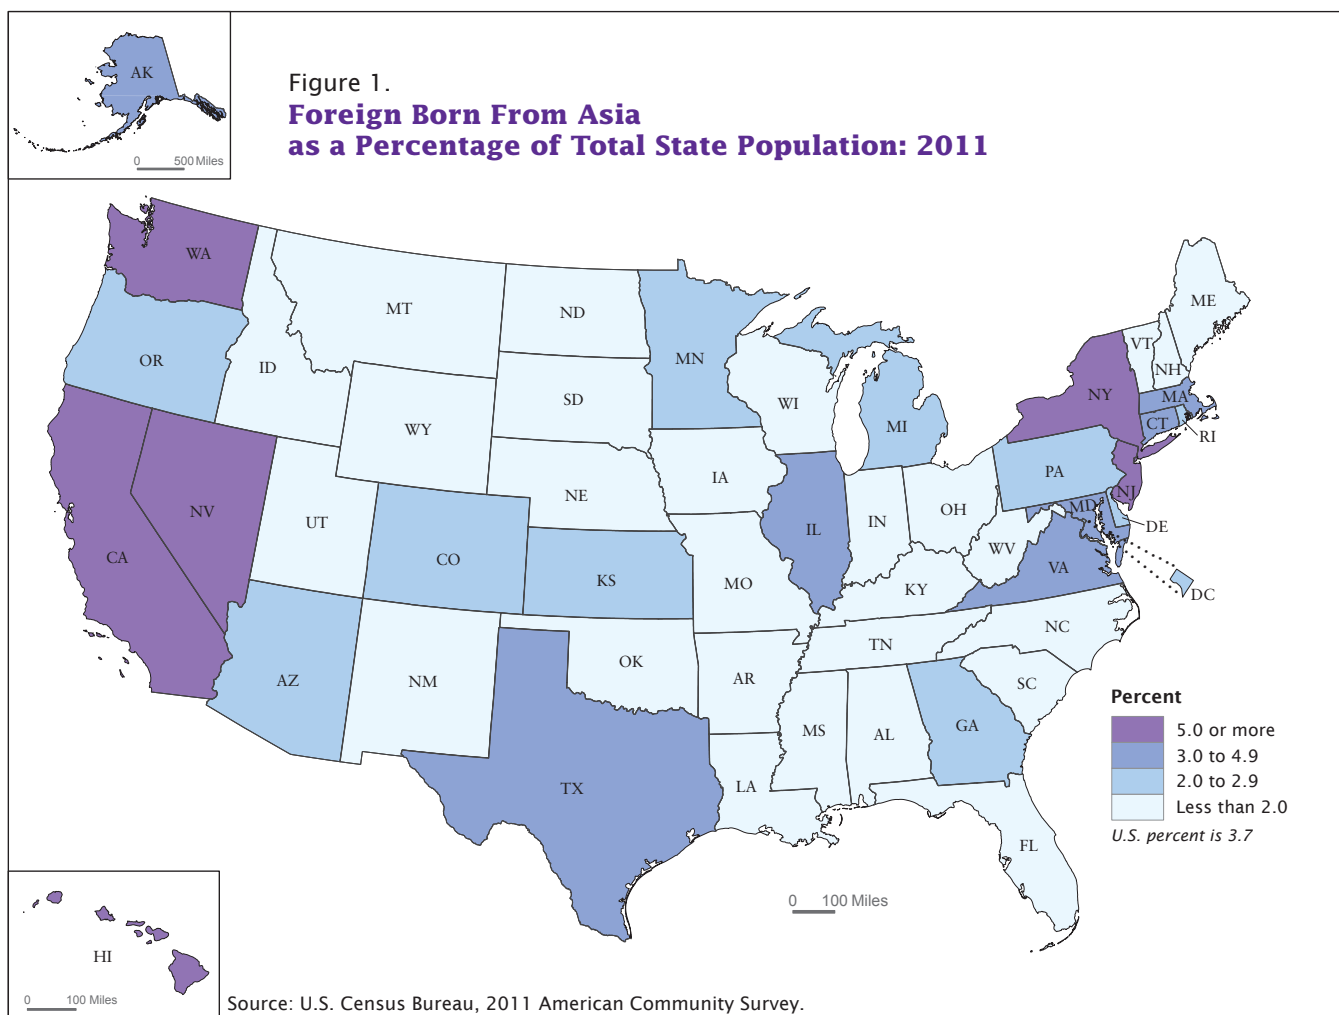 AK
0 500 Miles
Figure 1.
Foreign Born From Asia
as a Percentage of Total State Population: 2011
WA
MT
ND
ME
OR
ID
MN
VT
NH
SD
WI
NY
MA
WY
MI
CT
RI
NV
UT
NE
IA
PA
NJ
CA
CO
KS
IL
IN
OH
MD
DE
WV
VA
DC
MO
KY
NC
TN
AZ
NM
OK
AR
SC
MS
AL
GA
TX
LA
FL
Percent
5.0 or more
3.0 to 4.9
2.0 to 2.9
Less than 2.0
U.S. percent is 3.7
0 100 Miles
HI
0 100 Miles
Source: U.S. Census Bureau, 2011 American Community Survey.